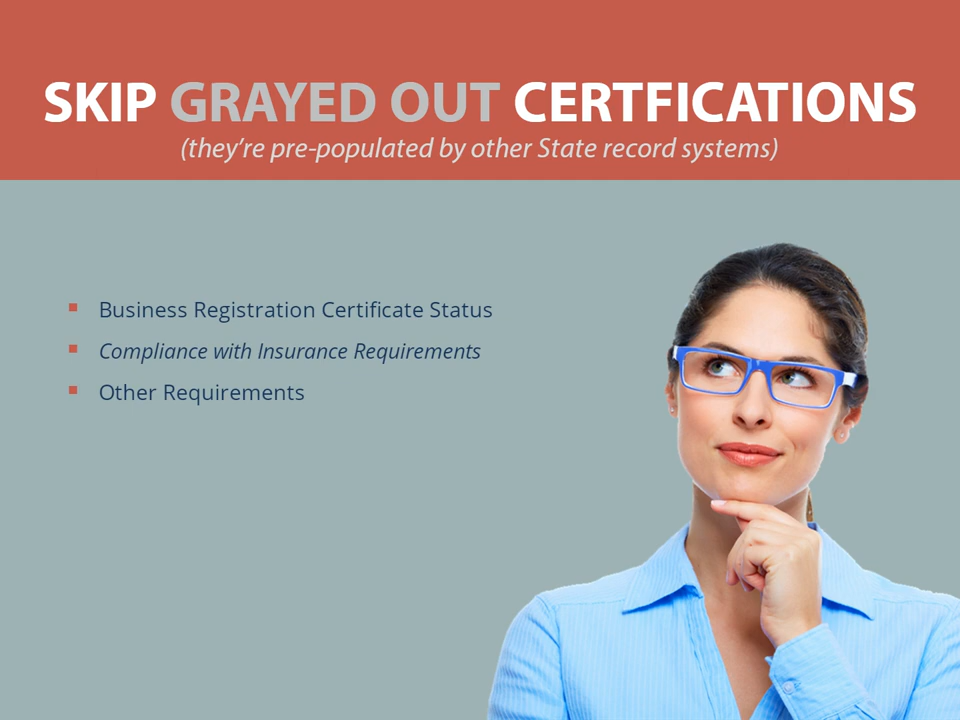 SKIP GRAYED OUT CERTFICATIONS
(they're pre-populated by other State record systems)
Business Registration Certificate Status
Compliance with Insurance Requirements
Other Requirements